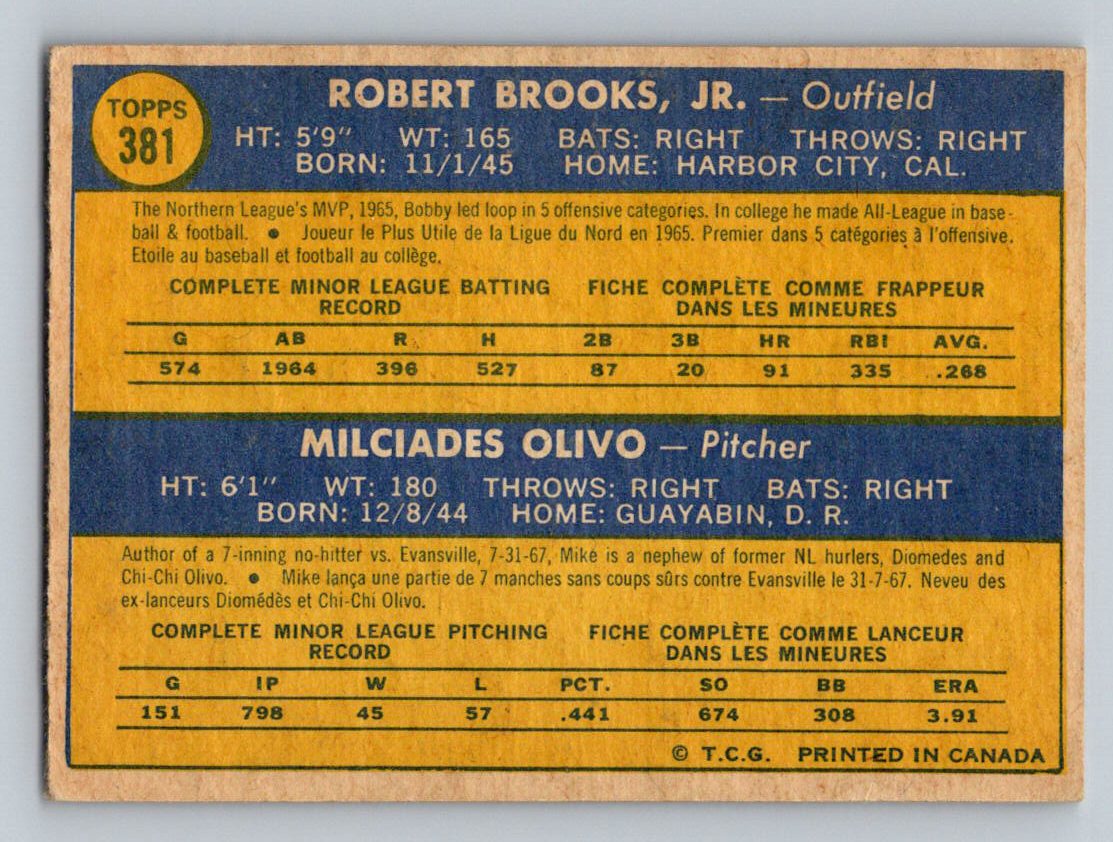 TOPPS
381
ROBERT BROOKS, JR. — Outfield
HT: 5'9" WT: 165 BATS: RIGHT THROWS: RIGHT
BORN: 11/1/45 HOME: HARBOR CITY, CAL.
The Northern League's MVP, 1965, Bobby led loop in 5 offensive categories. In college he made All-League in base-
ball & football. ● Joueur le Plus Utile de la Ligue du Nord en 1965. Premier dans 5 catégories à l'offensive.
Etoile au baseball et football au collège.
COMPLETE MINOR LEAGUE BATTING FICHE COMPLÈTE COMME FRAPPEUR
RECORD DANS LES MINEURES
G AB R H 2B 3B HR RBI AVG.
574 1964 396 527 87 20 91 335 .268
MILCIADES OLIVO — Pitcher
HT: 6'1" WT: 180 THROWS: RIGHT BATS: RIGHT
BORN: 12/8/44 HOME: GUAYABIN, D. R.
Author of a 7-inning no-hitter vs. Evansville, 7-31-67, Mike is a nephew of former NL hurlers, Diomedes and
Chi-Chi Olivo. ● Mike lança une partie de 7 manches sans coups sûrs contre Evansville le 31-7-67. Neveu des
ex-lanceurs Diomédès et Chi-Chi Olivo.
COMPLETE MINOR LEAGUE PITCHING FICHE COMPLÈTE COMME LANCEUR
RECORD DANS LES MINEURES
G IP W L PCT. SO BB ERA
151 798 45 57 .441 674 308 3.91
© T.C.G. PRINTED IN CANADA